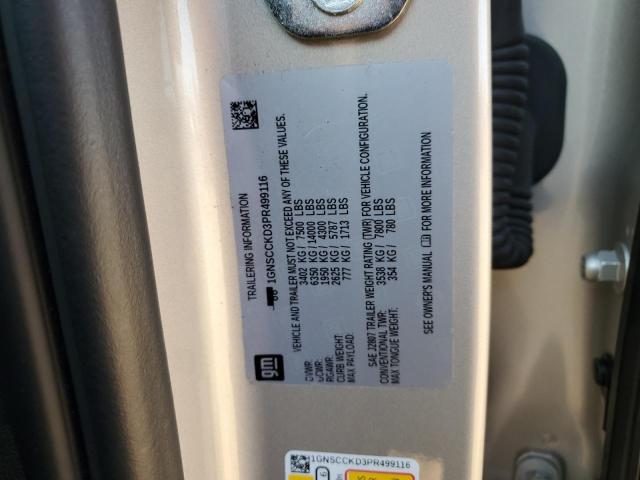 TRAILERING INFORMATION
1GNSCCKD3PR499116
VEHICLE AND TRAILER MUST NOT EXCEED ANY OF THESE VALUES.
GVWR: 3402 KG/ 7500 LBS
GCWR: 6350 KG/14000 LBS
RGAWR: 1950 KG/ 4300 LBS
CURB WEIGHT 2625 KG/ 5787 LBS
MAX PAYLOAD: 777 KG/ 1713 LBS
SAE J2807 TRAILER WEIGHT RATING (TWR) FOR VEHICLE CONFIGURATION.
CONVENTIONAL TWR: 3538 KG/ 7800 LBS
MAX TONGUE WEIGHT: 354 KG/ 780 LBS
SEE OWNER'S MANUAL FOR MORE INFORMATION
gm
1GNSCCKD3PR499116